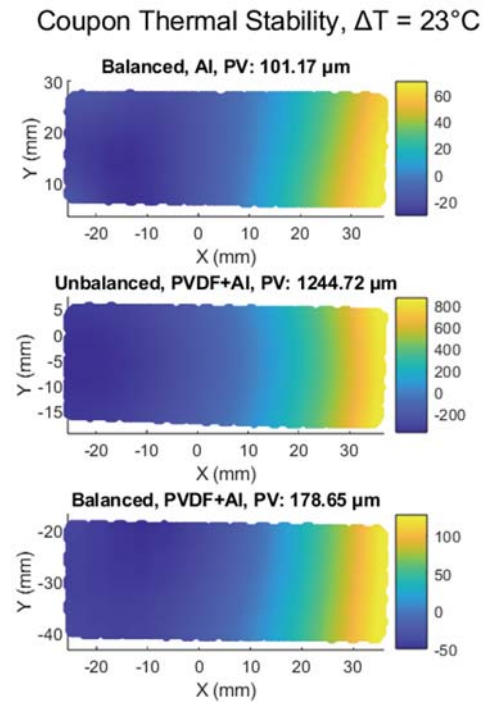 Coupon Thermal Stability, ΔT = 23°C
Balanced, Al, PV: 101.17 μm
30
20
10
Y (mm)
-20 -10 0 10 20 30
X (mm)
60
40
20
0
-20
Unbalanced, PVDF+Al, PV: 1244.72 μm
5
0
-5
-10
-15
Y (mm)
-20 -10 0 10 20 30
X (mm)
800
600
400
200
0
-200
Balanced, PVDF+Al, PV: 178.65 μm
-20
-30
-40
Y (mm)
-20 -10 0 10 20 30
X (mm)
100
50
0
-50